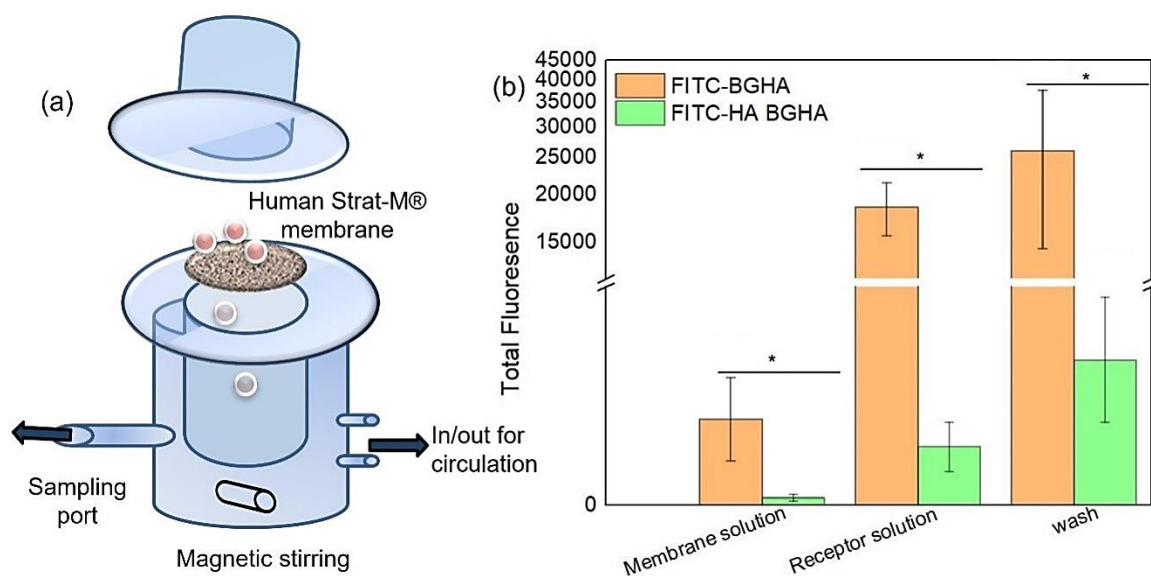 (a)
Human Strat-M®
membrane
In/out for
circulation
Sampling
port
Magnetic stirring
(b)
FITC-BGHA
FITC-HA BGHA
Total Fluoresence
45000
40000
35000
30000
25000
20000
15000
0
*
*
*
Membrane solution
Receptor solution
wash